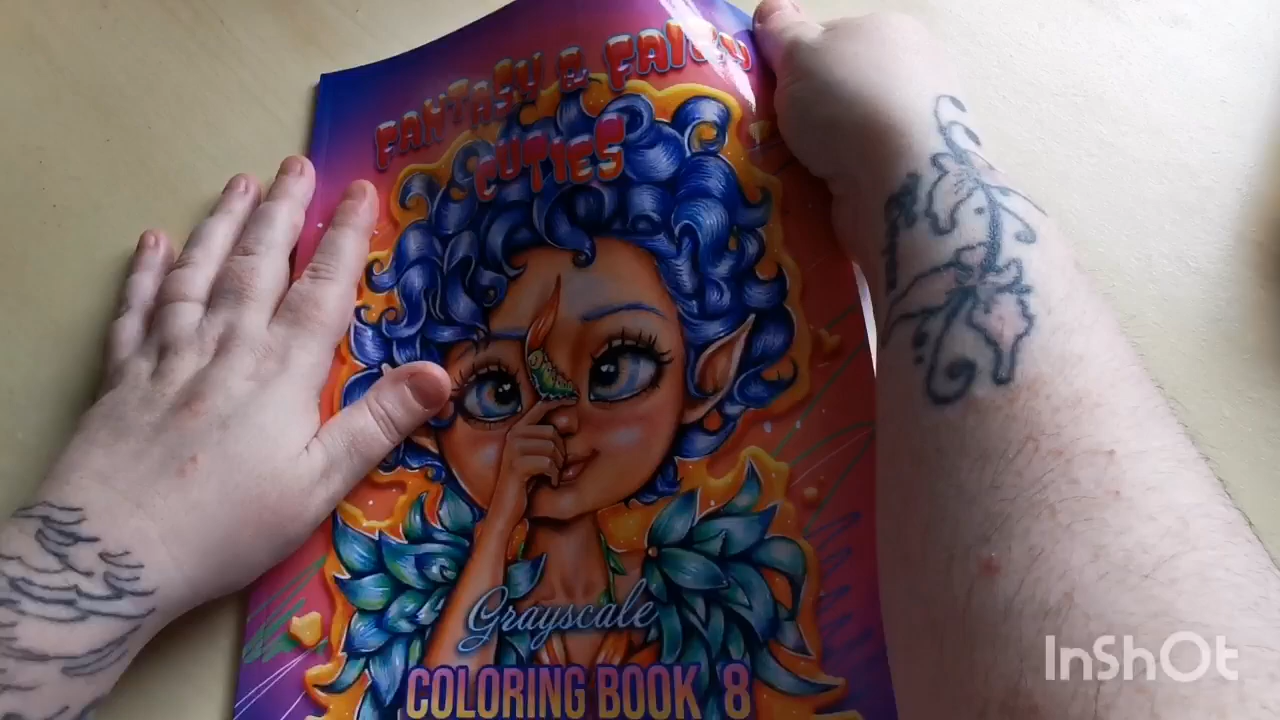 FANTASY & FAIRY
CUTIES
Grayscale
COLORING BOOK 8
InShOt